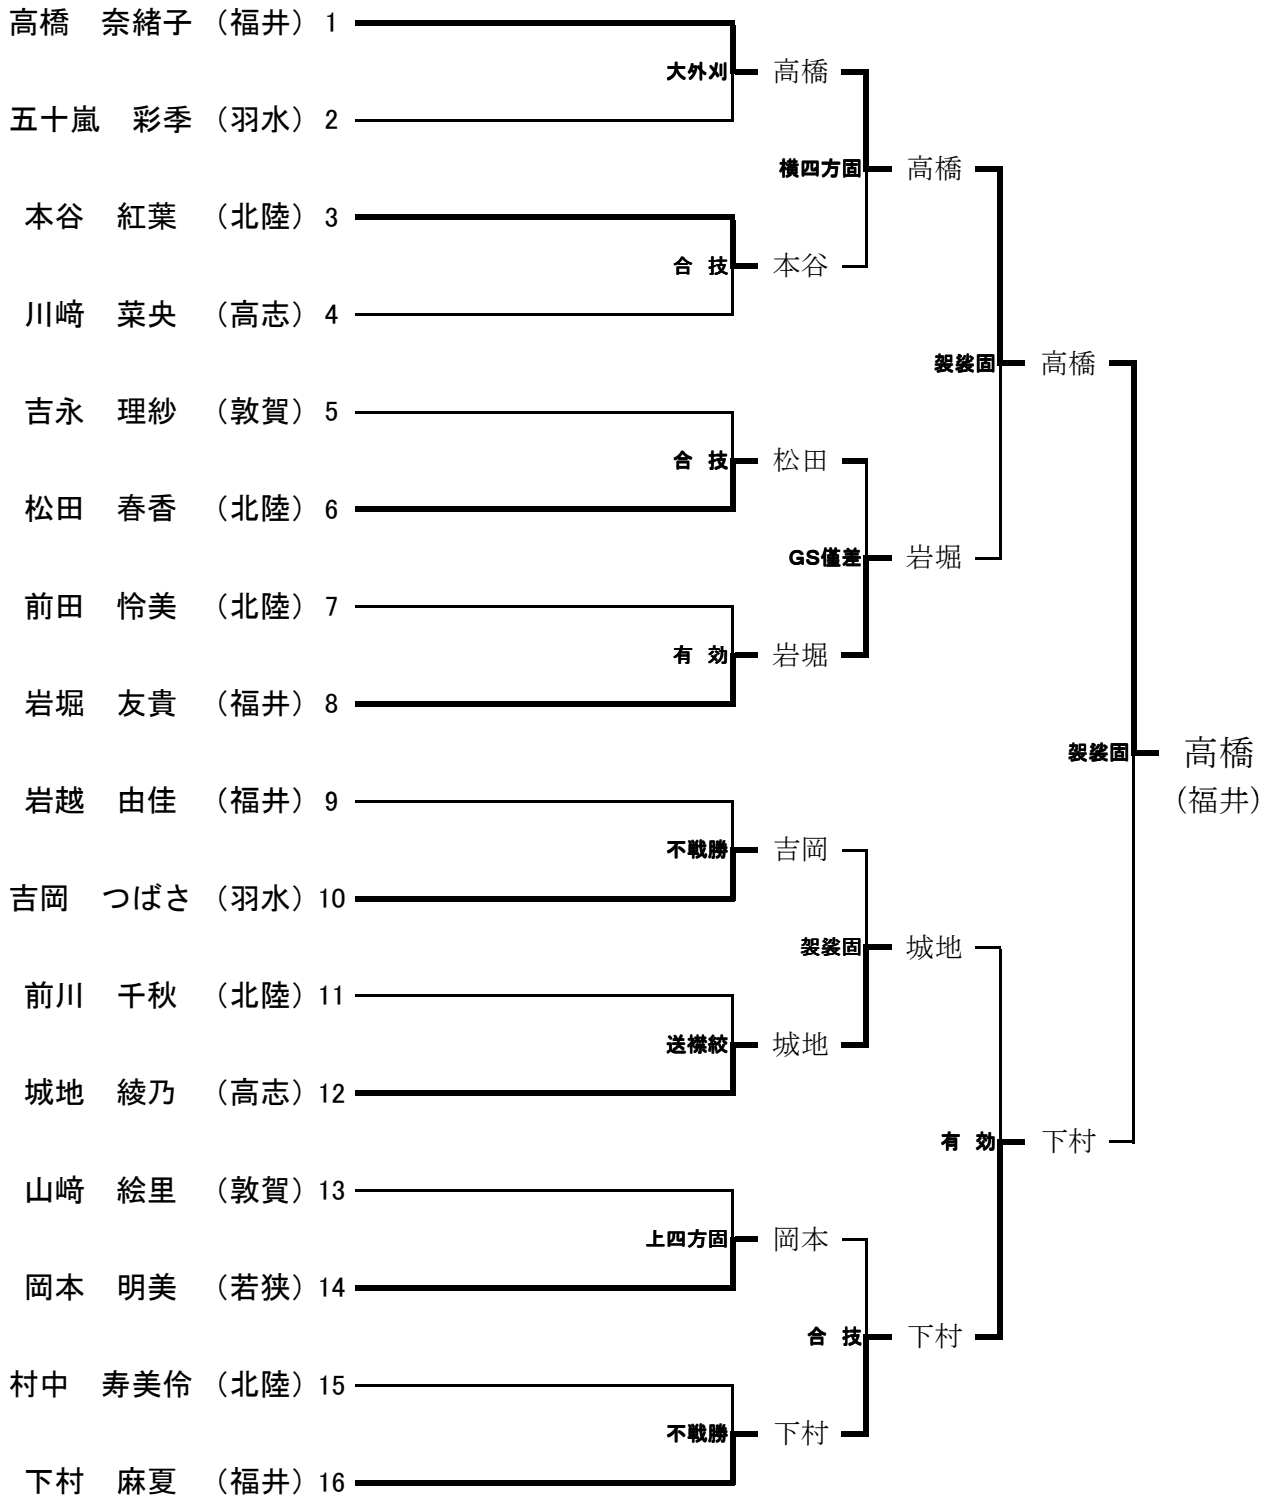 高橋　奈緒子（福井）1
大外刈 高橋
五十嵐　彩季（羽水）2
横四方固 高橋
本谷　紅葉（北陸）3
合 技 本谷
川﨑　菜央（高志）4
袈裟固 高橋
吉永　理紗（敦賀）5
合 技 松田
松田　春香（北陸）6
GS僅差 岩堀
前田　怜美（北陸）7
有 効 岩堀
岩堀　友貴（福井）8
袈裟固 高橋
（福井）
岩越　由佳（福井）9
不戦勝 吉岡
吉岡　つばさ（羽水）10
袈裟固 城地
前川　千秋（北陸）11
送襟絞 城地
城地　綾乃（高志）12
有 効 下村
山﨑　絵里（敦賀）13
上四方固 岡本
岡本　明美（若狭）14
合 技 下村
村中　寿美伶（北陸）15
不戦勝 下村
下村　麻夏（福井）16